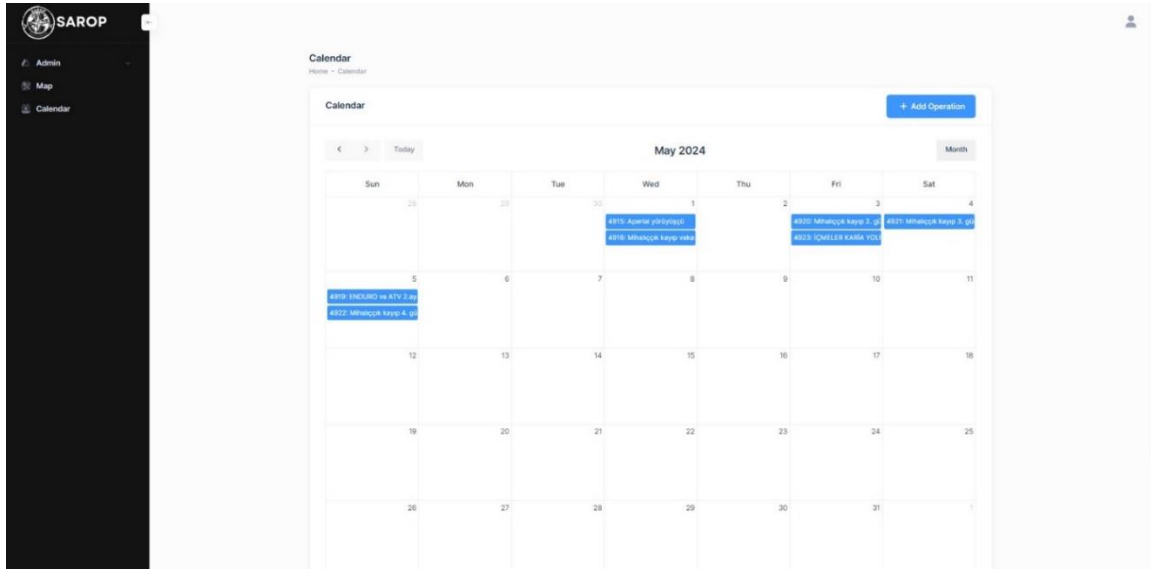 SAROP
Admin
Map
Calendar
Calendar
Home - Calendar
Calendar
+ Add Operation
Today
May 2024
Month
Sun Mon Tue Wed Thu Fri Sat
28 29 30 1 2 3 4
4915: Apartal yürüyüşçü
4920: Mihalıççık kayıp 2. gü
4921: Mihalıççık kayıp 3. gü
4918: Mihalıççık kayıp vaka
4923: İÇMELER KARİA YOL
5 6 7 8 9 10 11
4919: ENDURO ve ATV 2.ay
4922: Mihalıççık kayıp 4. gü
12 13 14 15 16 17 18
19 20 21 22 23 24 25
26 27 28 29 30 31 1